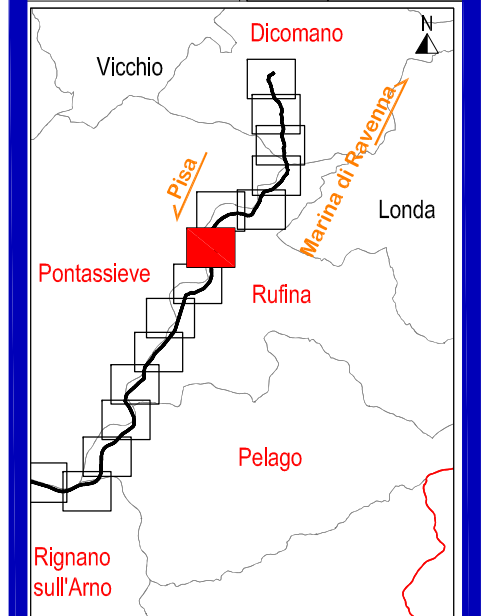 Dicomano
N
Vicchio
Marina di Ravenna
Pisa
Londa
Pontassieve
Rufina
Pelago
Rignano
sull'Arno